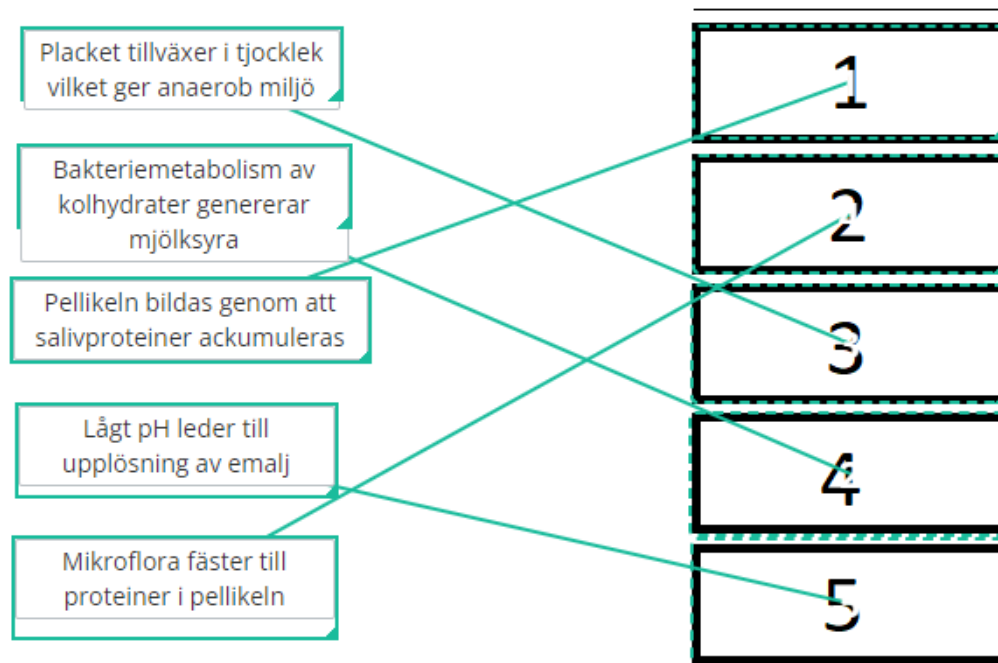 Placket tillväxer i tjocklek
vilket ger anaerob miljö
Bakteriemetabolism av
kolhydrater genererar
mjölksyra
Pellikeln bildas genom att
salivproteiner ackumuleras
Lågt pH leder till
upplösning av emalj
Mikroflora fäster till
proteiner i pellikeln
1
2
3
4
5